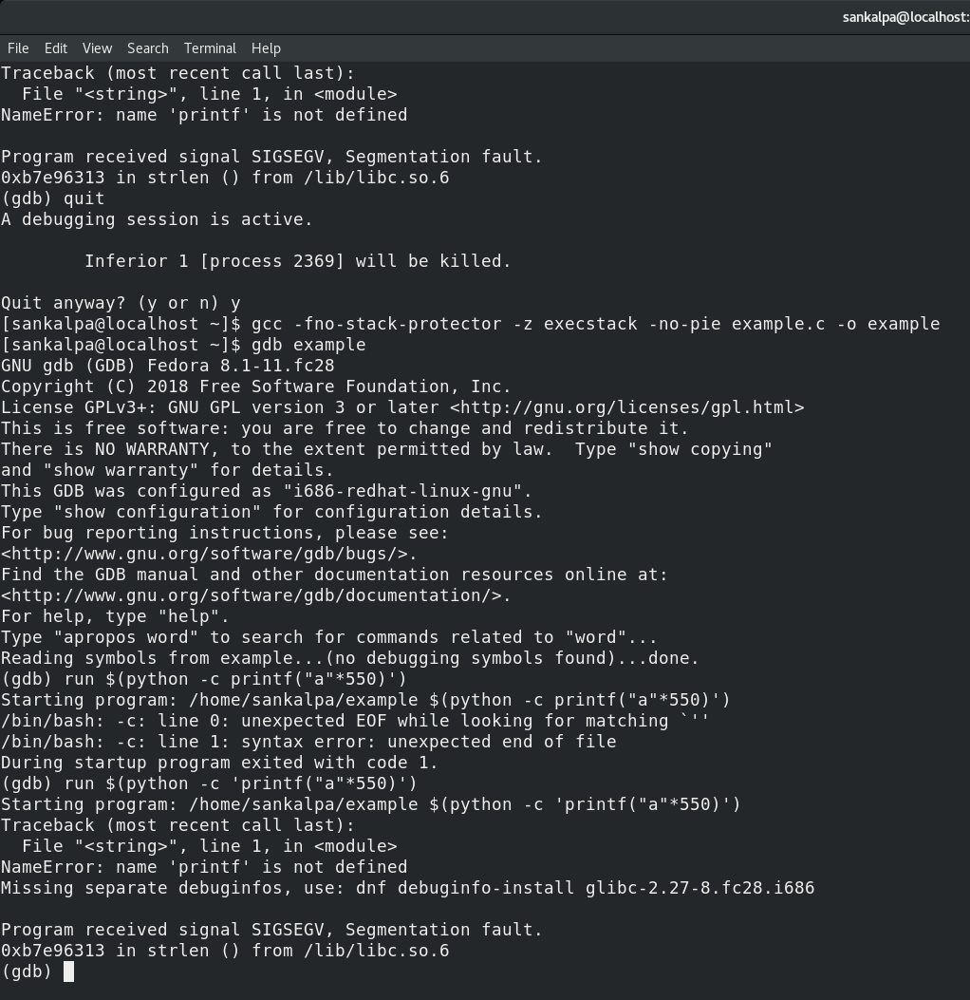 sankalpa@localhost:
File Edit View Search Terminal Help
Traceback (most recent call last):
  File "<string>", line 1, in <module>
NameError: name 'printf' is not defined

Program received signal SIGSEGV, Segmentation fault.
0xb7e96313 in strlen () from /lib/libc.so.6
(gdb) quit
A debugging session is active.

        Inferior 1 [process 2369] will be killed.

Quit anyway? (y or n) y
[sankalpa@localhost ~]$ gcc -fno-stack-protector -z execstack -no-pie example.c -o example
[sankalpa@localhost ~]$ gdb example
GNU gdb (GDB) Fedora 8.1-11.fc28
Copyright (C) 2018 Free Software Foundation, Inc.
License GPLv3+: GNU GPL version 3 or later <http://gnu.org/licenses/gpl.html>
This is free software: you are free to change and redistribute it.
There is NO WARRANTY, to the extent permitted by law.  Type "show copying"
and "show warranty" for details.
This GDB was configured as "i686-redhat-linux-gnu".
Type "show configuration" for configuration details.
For bug reporting instructions, please see:
<http://www.gnu.org/software/gdb/bugs/>.
Find the GDB manual and other documentation resources online at:
<http://www.gnu.org/software/gdb/documentation/>.
For help, type "help".
Type "apropos word" to search for commands related to "word"...
Reading symbols from example...(no debugging symbols found)...done.
(gdb) run $(python -c printf("a"*550)')
Starting program: /home/sankalpa/example $(python -c printf("a"*550)')
/bin/bash: -c: line 0: unexpected EOF while looking for matching `''
/bin/bash: -c: line 1: syntax error: unexpected end of file
During startup program exited with code 1.
(gdb) run $(python -c 'printf("a"*550)')
Starting program: /home/sankalpa/example $(python -c 'printf("a"*550)')
Traceback (most recent call last):
  File "<string>", line 1, in <module>
NameError: name 'printf' is not defined
Missing separate debuginfos, use: dnf debuginfo-install glibc-2.27-8.fc28.i686

Program received signal SIGSEGV, Segmentation fault.
0xb7e96313 in strlen () from /lib/libc.so.6
(gdb)